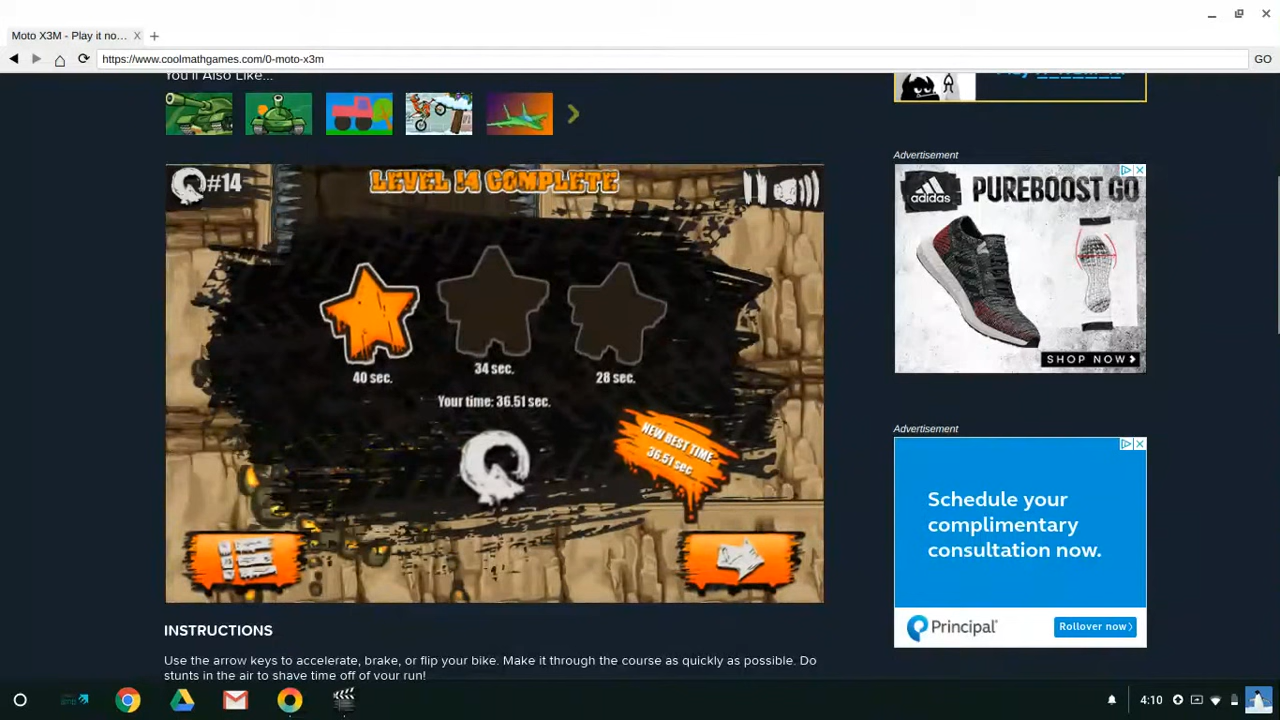 Moto X3M - Play it no...
https://www.coolmathgames.com/0-moto-x3m
GO
You'll Also Like...
Advertisement
#14
LEVEL 14 COMPLETE
adidas
PUREBOOST GO
SHOP NOW
40 sec.
34 sec.
28 sec.
Your time: 36.51 sec.
NEW BEST TIME
36.51 sec
Advertisement
Schedule your
complimentary
consultation now.
Principal
Rollover now
INSTRUCTIONS
Use the arrow keys to accelerate, brake, or flip your bike. Make it through the course as quickly as possible. Do
stunts in the air to shave time off of your run!
4:10